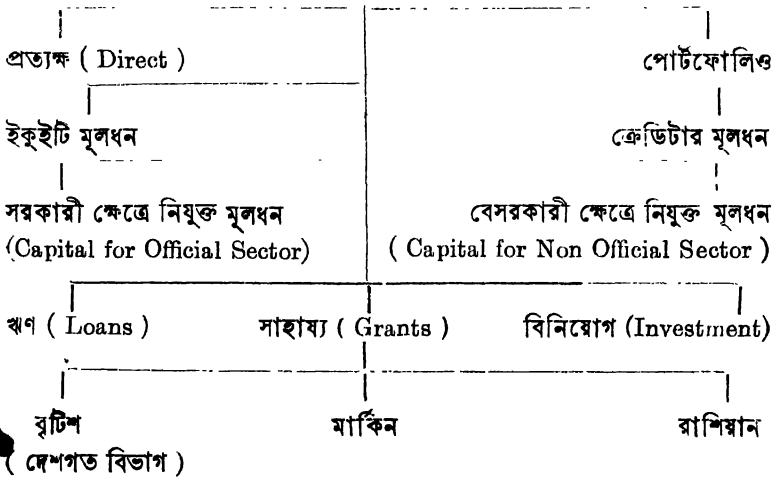 প্রত্যক্ষ ( Direct ) পোর্টফোলিও
ইকুইটি মূলধন ক্রেডিটার মূলধন
সরকারী ক্ষেত্রে নিযুক্ত মূলধন বেসরকারী ক্ষেত্রে নিযুক্ত মূলধন
(Capital for Official Sector) ( Capital for Non Official Sector )
ঋণ ( Loans ) সাহায্য ( Grants ) বিনিয়োগ (Investment)
বৃটিশ মার্কিন রাশিয়ান
( দেশগত বিভাগ )